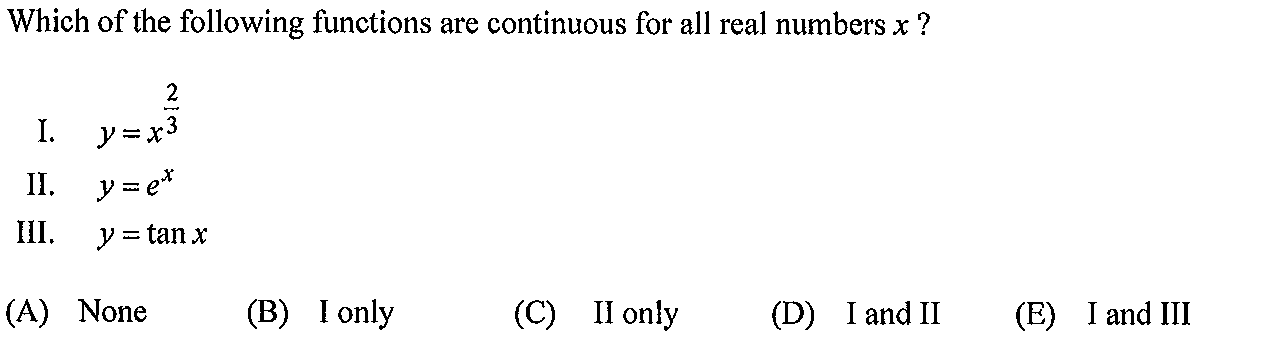 Which of the following functions are continuous for all real numbers x ?
I. y = x^{\frac{2}{3}}
II. y = e^x
III. y = tan x
(A) None (B) I only (C) II only (D) I and II (E) I and III